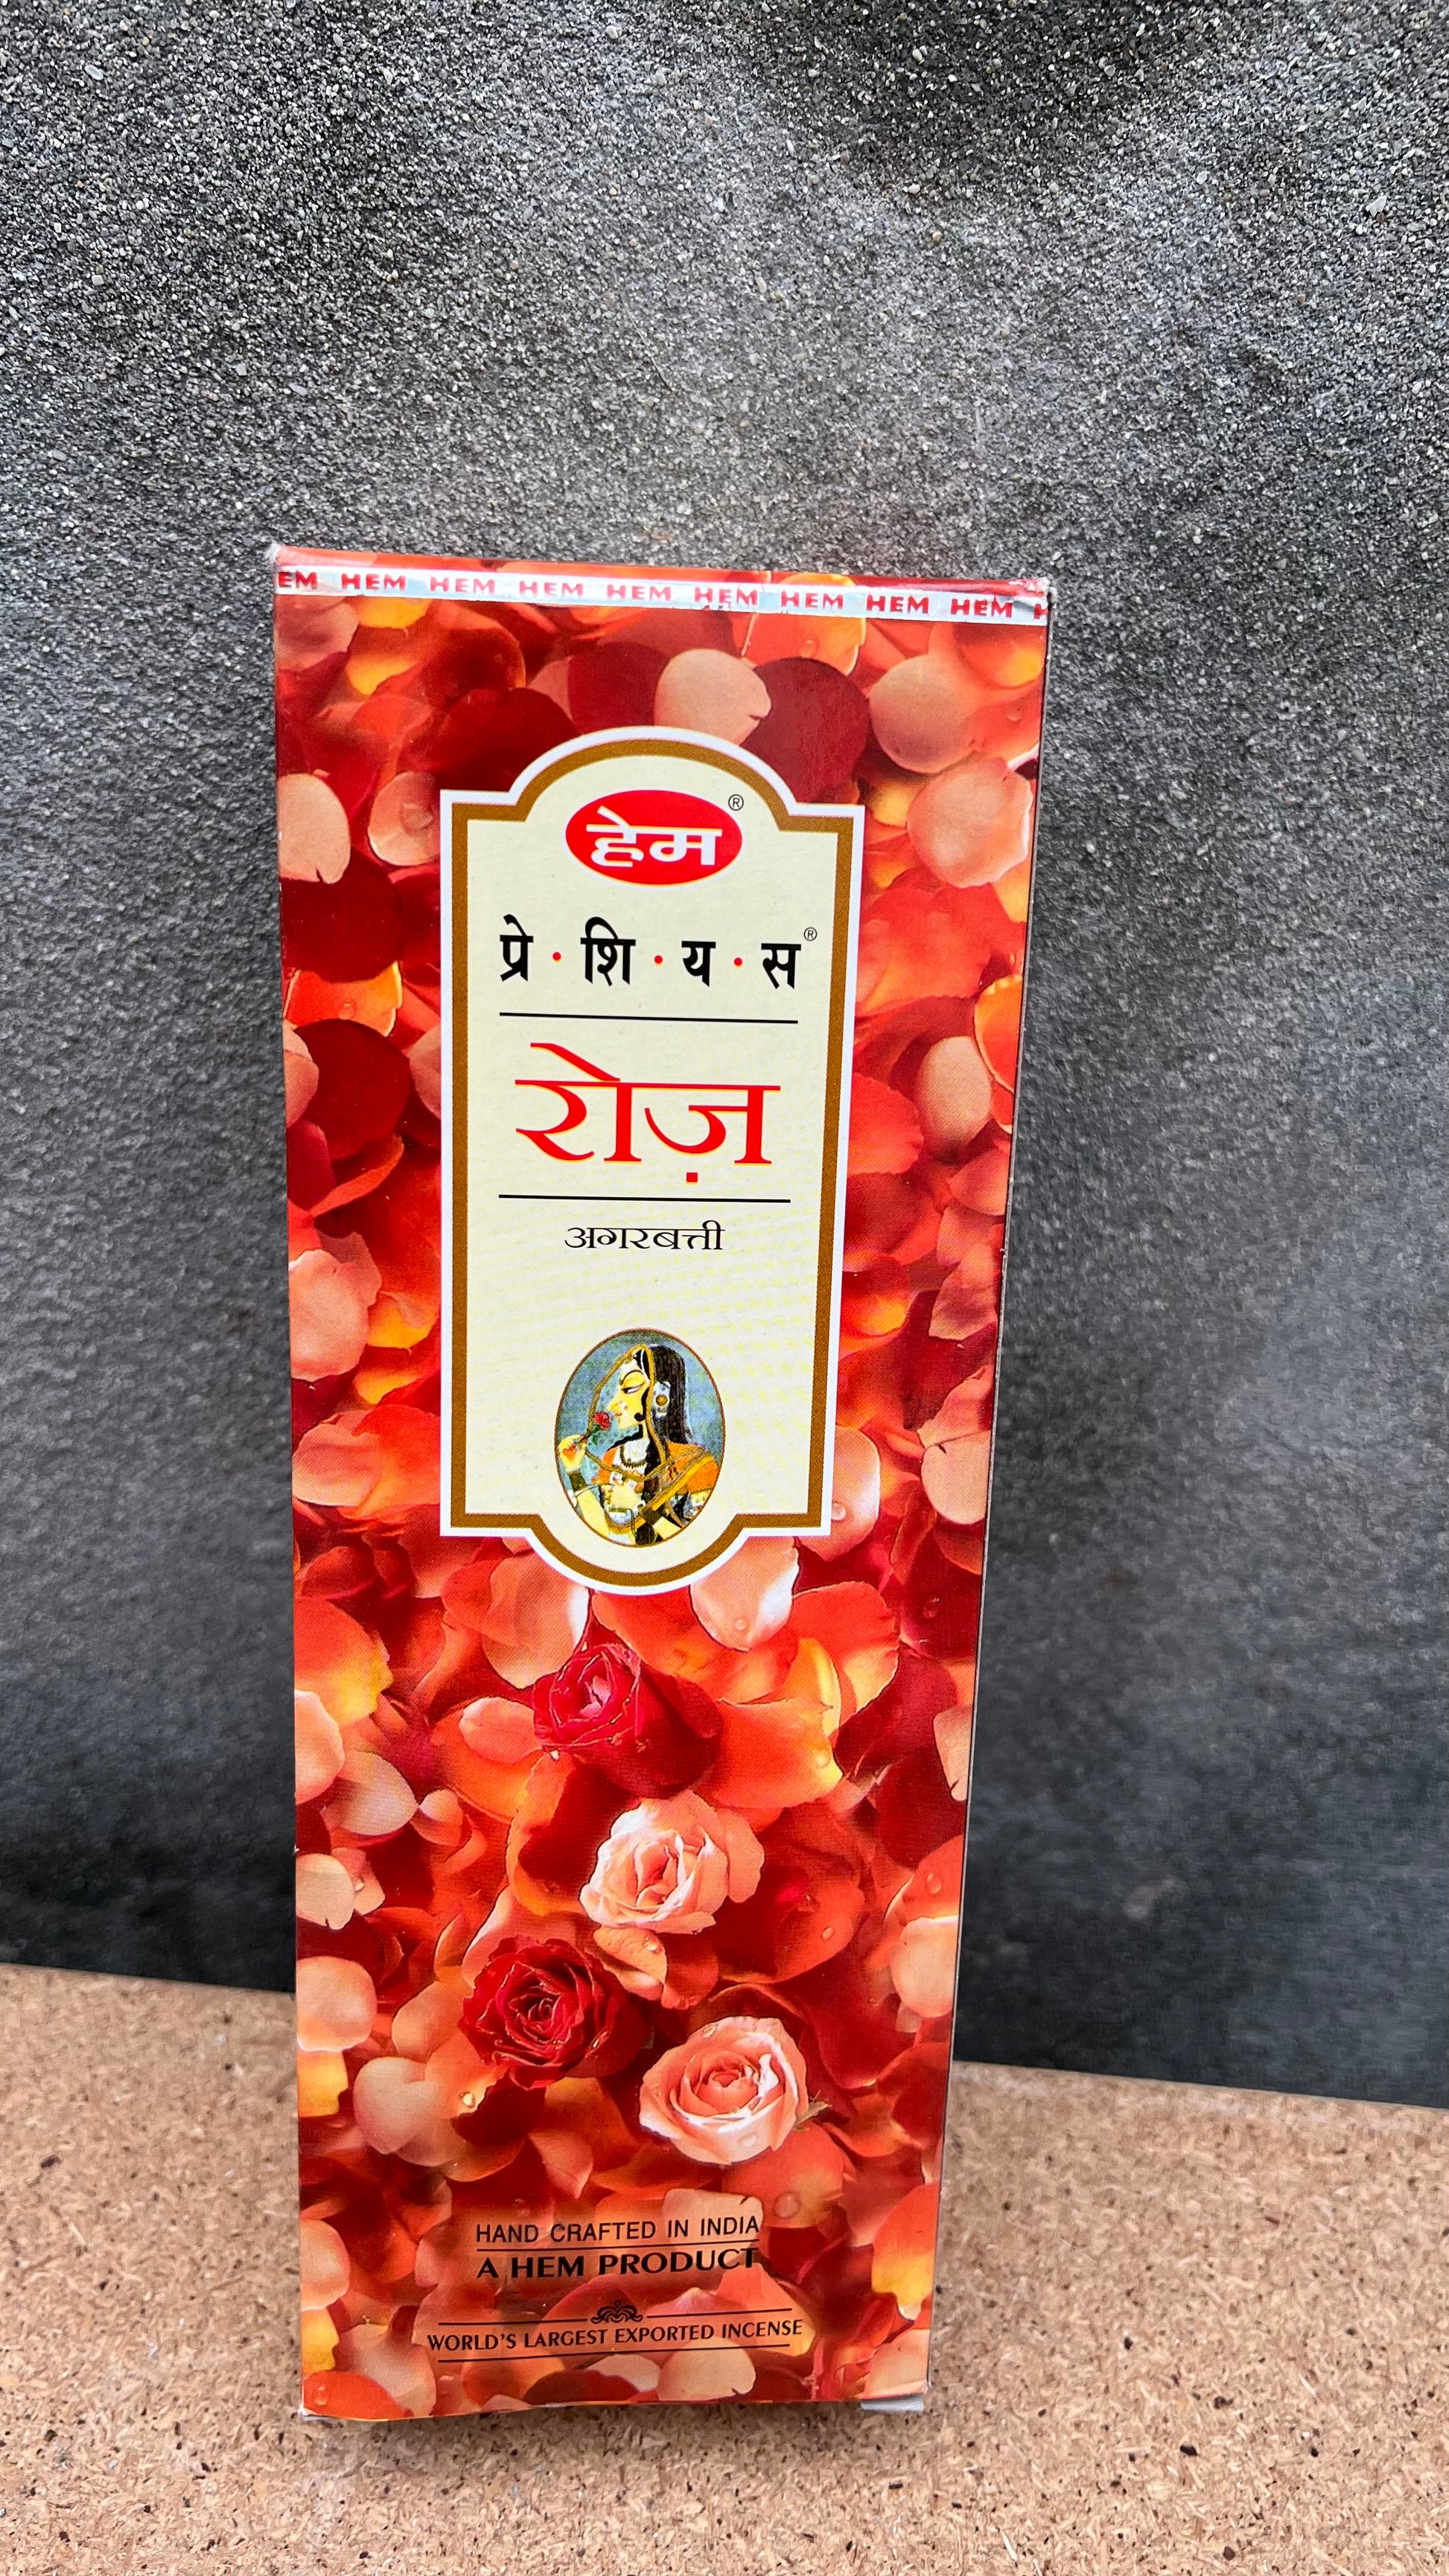 EM HEM HEM HEM HEM HEM HEM HEM HEM H
हेम®
प्रे · शि · य · स®
रोज़
अगरबत्ती
HAND CRAFTED IN INDIA
A HEM PRODUCT
WORLD'S LARGEST EXPORTED INCENSE